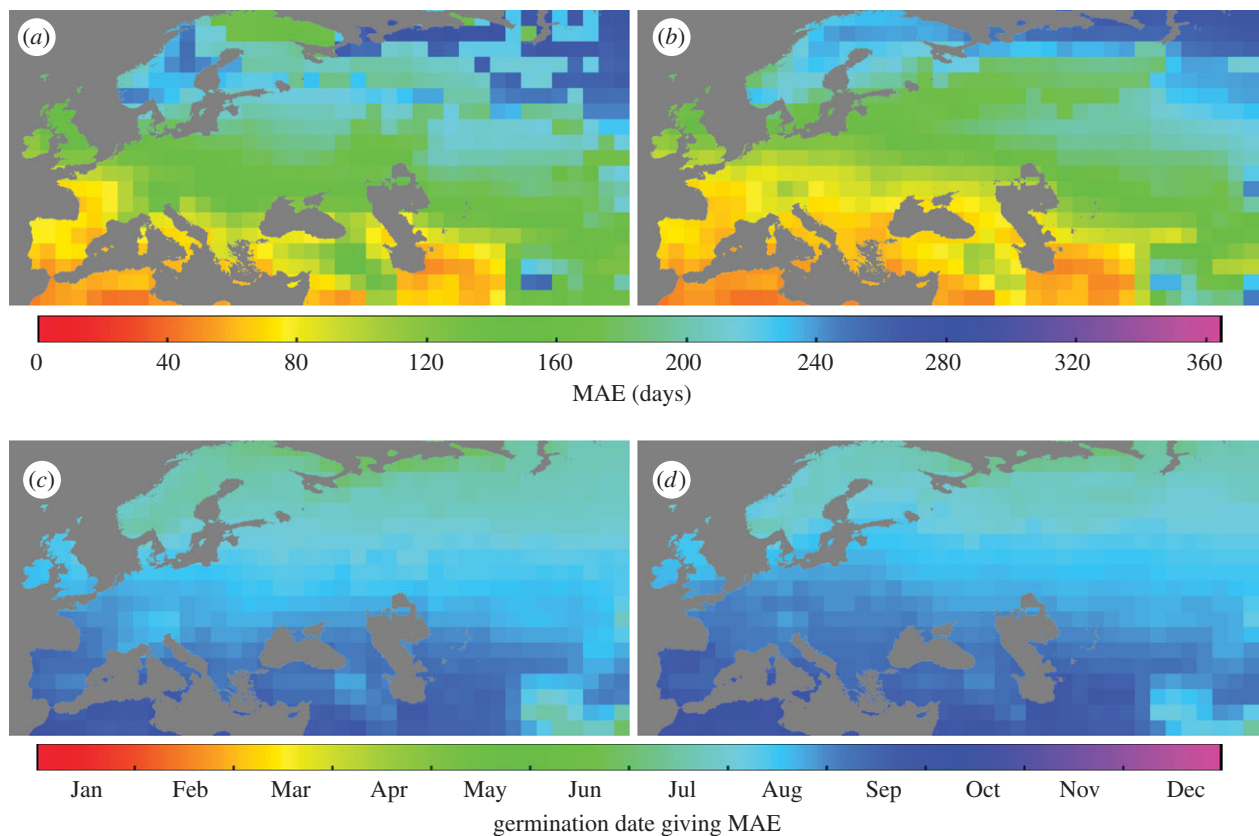 (a) (b)
0 40 80 120 160 200 240 280 320 360
MAE (days)
(c) (d)
Jan Feb Mar Apr May Jun Jul Aug Sep Oct Nov Dec
germination date giving MAE